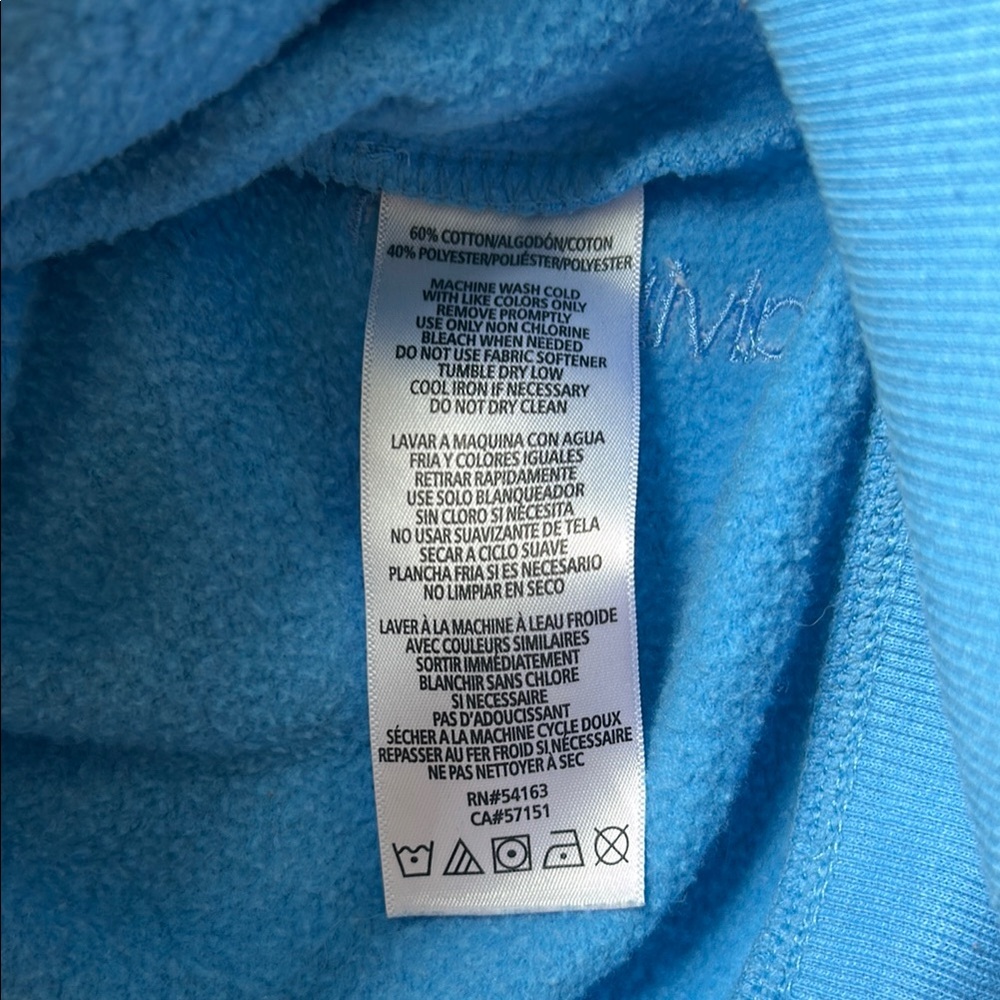 60% COTTON/ALGODÓN/COTON
40% POLYESTER/POLIÉSTER/POLYESTER
MACHINE WASH COLD
WITH LIKE COLORS ONLY
REMOVE PROMPTLY
USE ONLY NON CHLORINE
BLEACH WHEN NEEDED
DO NOT USE FABRIC SOFTENER
TUMBLE DRY LOW
COOL IRON IF NECESSARY
DO NOT DRY CLEAN
LAVAR A MAQUINA CON AGUA
FRIA Y COLORES IGUALES
RETIRAR RAPIDAMENTE
USE SOLO BLANQUEADOR
SIN CLORO SI NECESITA
NO USAR SUAVIZANTE DE TELA
SECAR A CICLO SUAVE
PLANCHA FRIA SI ES NECESARIO
NO LIMPIAR EN SECO
LAVER À LA MACHINE À LEAU FROIDE
AVEC COULEURS SIMILAIRES
SORTIR IMMÉDIATEMENT
BLANCHIR SANS CHLORE
SI NECESSAIRE
PAS D'ADOUCISSANT
SÉCHER A LA MACHINE CYCLE DOUX
REPASSER AU FER FROID SI NÉCESSAIRE
NE PAS NETTOYER À SEC
RN#54163
CA#57151